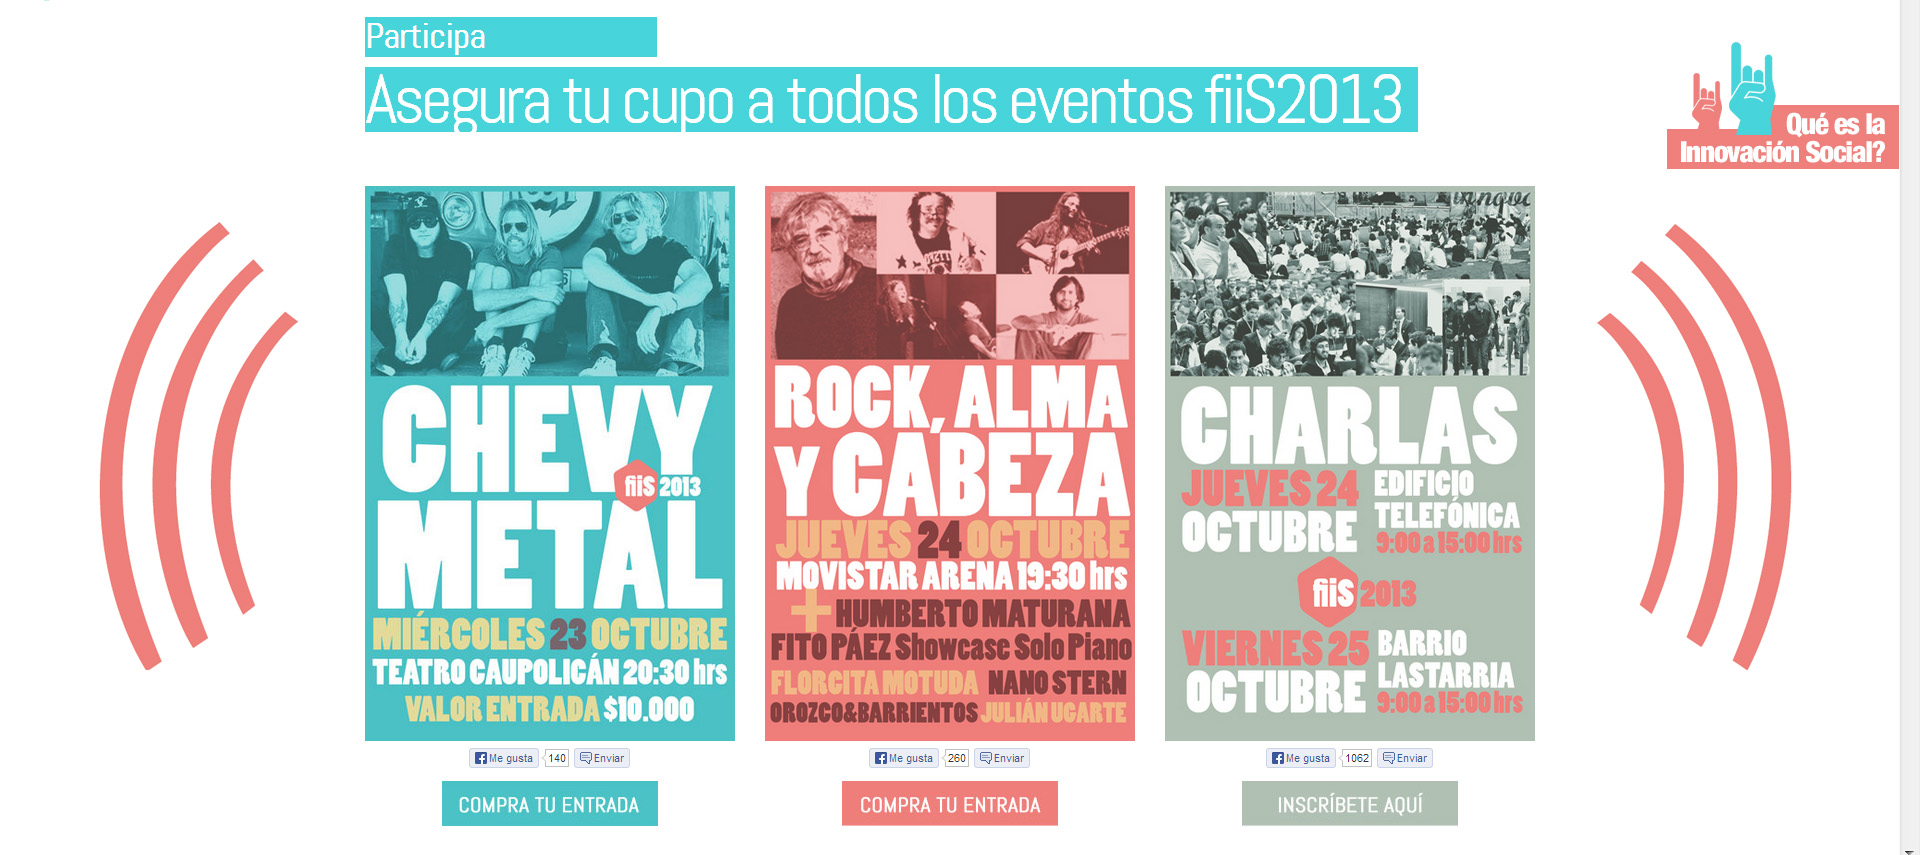 Participa
Asegura tu cupo a todos los eventos fiiS2013
Qué es la
Innovación Social?
CHEVY
fiiS 2013
METAL
MIÉRCOLES 23 OCTUBRE
TEATRO CAUPOLICÁN 20:30 hrs
VALOR ENTRADA $10.000
Me gusta 140 Enviar
COMPRA TU ENTRADA
ROCK, ALMA
Y CABEZA
JUEVES 24 OCTUBRE
MOVISTAR ARENA 19:30 hrs
+ HUMBERTO MATURANA
FITO PÁEZ Showcase Solo Piano
FLORCITA MOTUDA NANO STERN
OROZCO&BARRIENTOS JULIÁN UGARTE
Me gusta 260 Enviar
COMPRA TU ENTRADA
CHARLAS
JUEVES 24
OCTUBRE
EDIFICIO
TELEFÓNICA
9:00 a 15:00 hrs
fiiS 2013
VIERNES 25
OCTUBRE
BARRIO
LASTARRIA
9:00 a 15:00 hrs
Me gusta 1062 Enviar
INSCRÍBETE AQUÍ